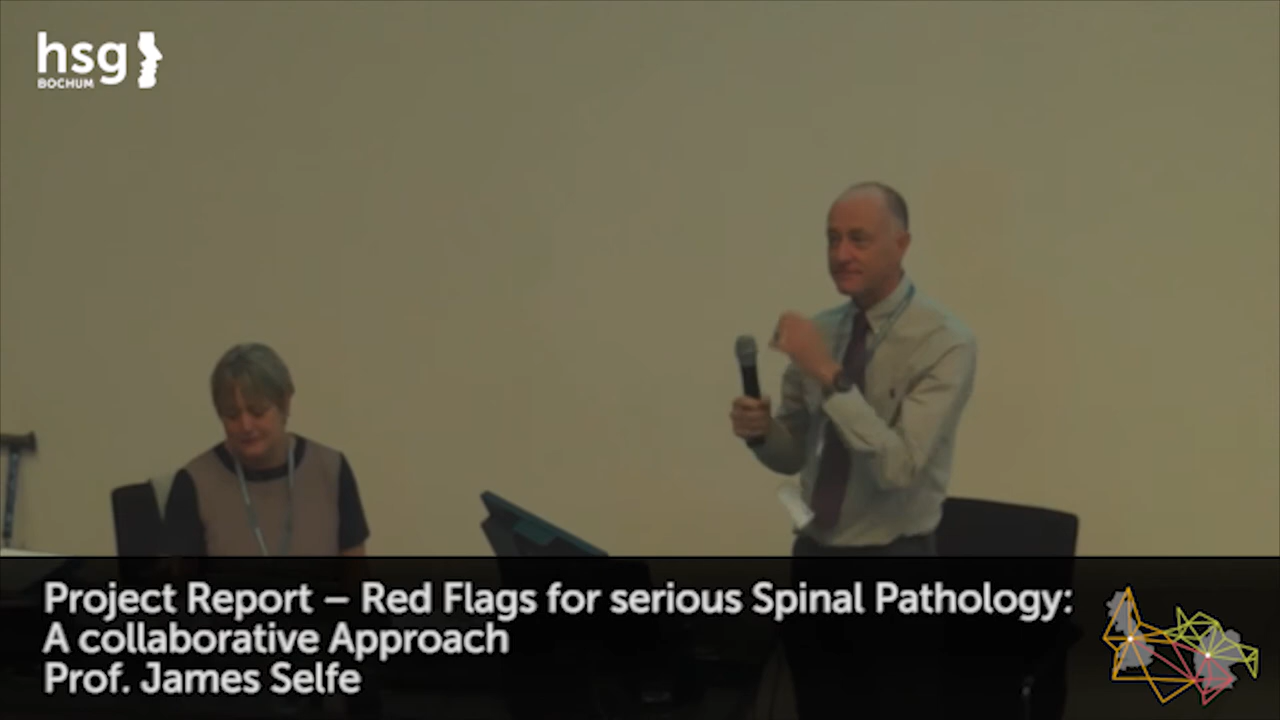 hsg
BOCHUM
Project Report – Red Flags for serious Spinal Pathology:
A collaborative Approach
Prof. James Selfe